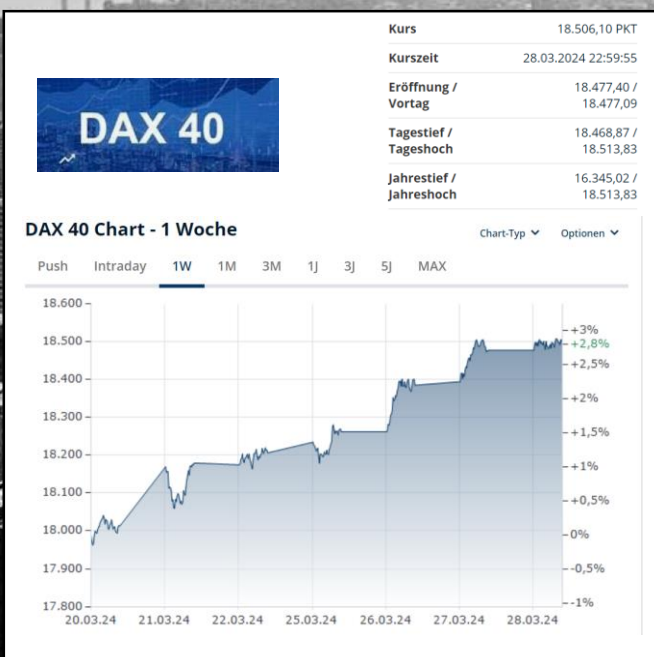 Kurs 18.506,10 PKT
Kurszeit 28.03.2024 22:59:55
Eröffnung / 18.477,40 /
Vortag 18.477,09
Tagestief / 18.468,87 /
Tageshoch 18.513,83
Jahrestief / 16.345,02 /
Jahreshoch 18.513,83
DAX 40
DAX 40 Chart - 1 Woche
Chart-Typ Optionen
Push Intraday 1W 1M 3M 1J 3J 5J MAX
18.600
18.500
18.400
18.300
18.200
18.100
18.000
17.900
17.800
+3%
+2,8%
+2,5%
+2%
+1,5%
+1%
+0,5%
0%
-0,5%
-1%
20.03.24 21.03.24 22.03.24 25.03.24 26.03.24 27.03.24 28.03.24